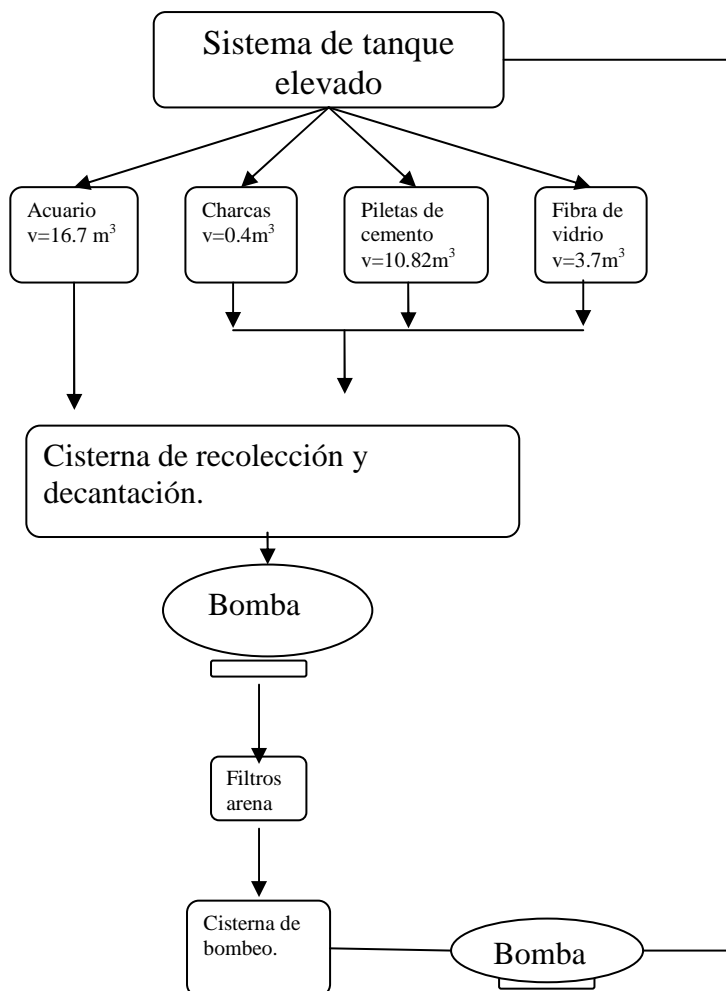 Sistema de tanque
elevado
Acuario
v=16.7 m³
Charcas
v=0.4m³
Piletas de
cemento
v=10.82m³
Fibra de
vidrio
v=3.7m³
Cisterna de recolección y
decantación.
Bomba
Filtros
arena
Cisterna de
bombeo.
Bomba